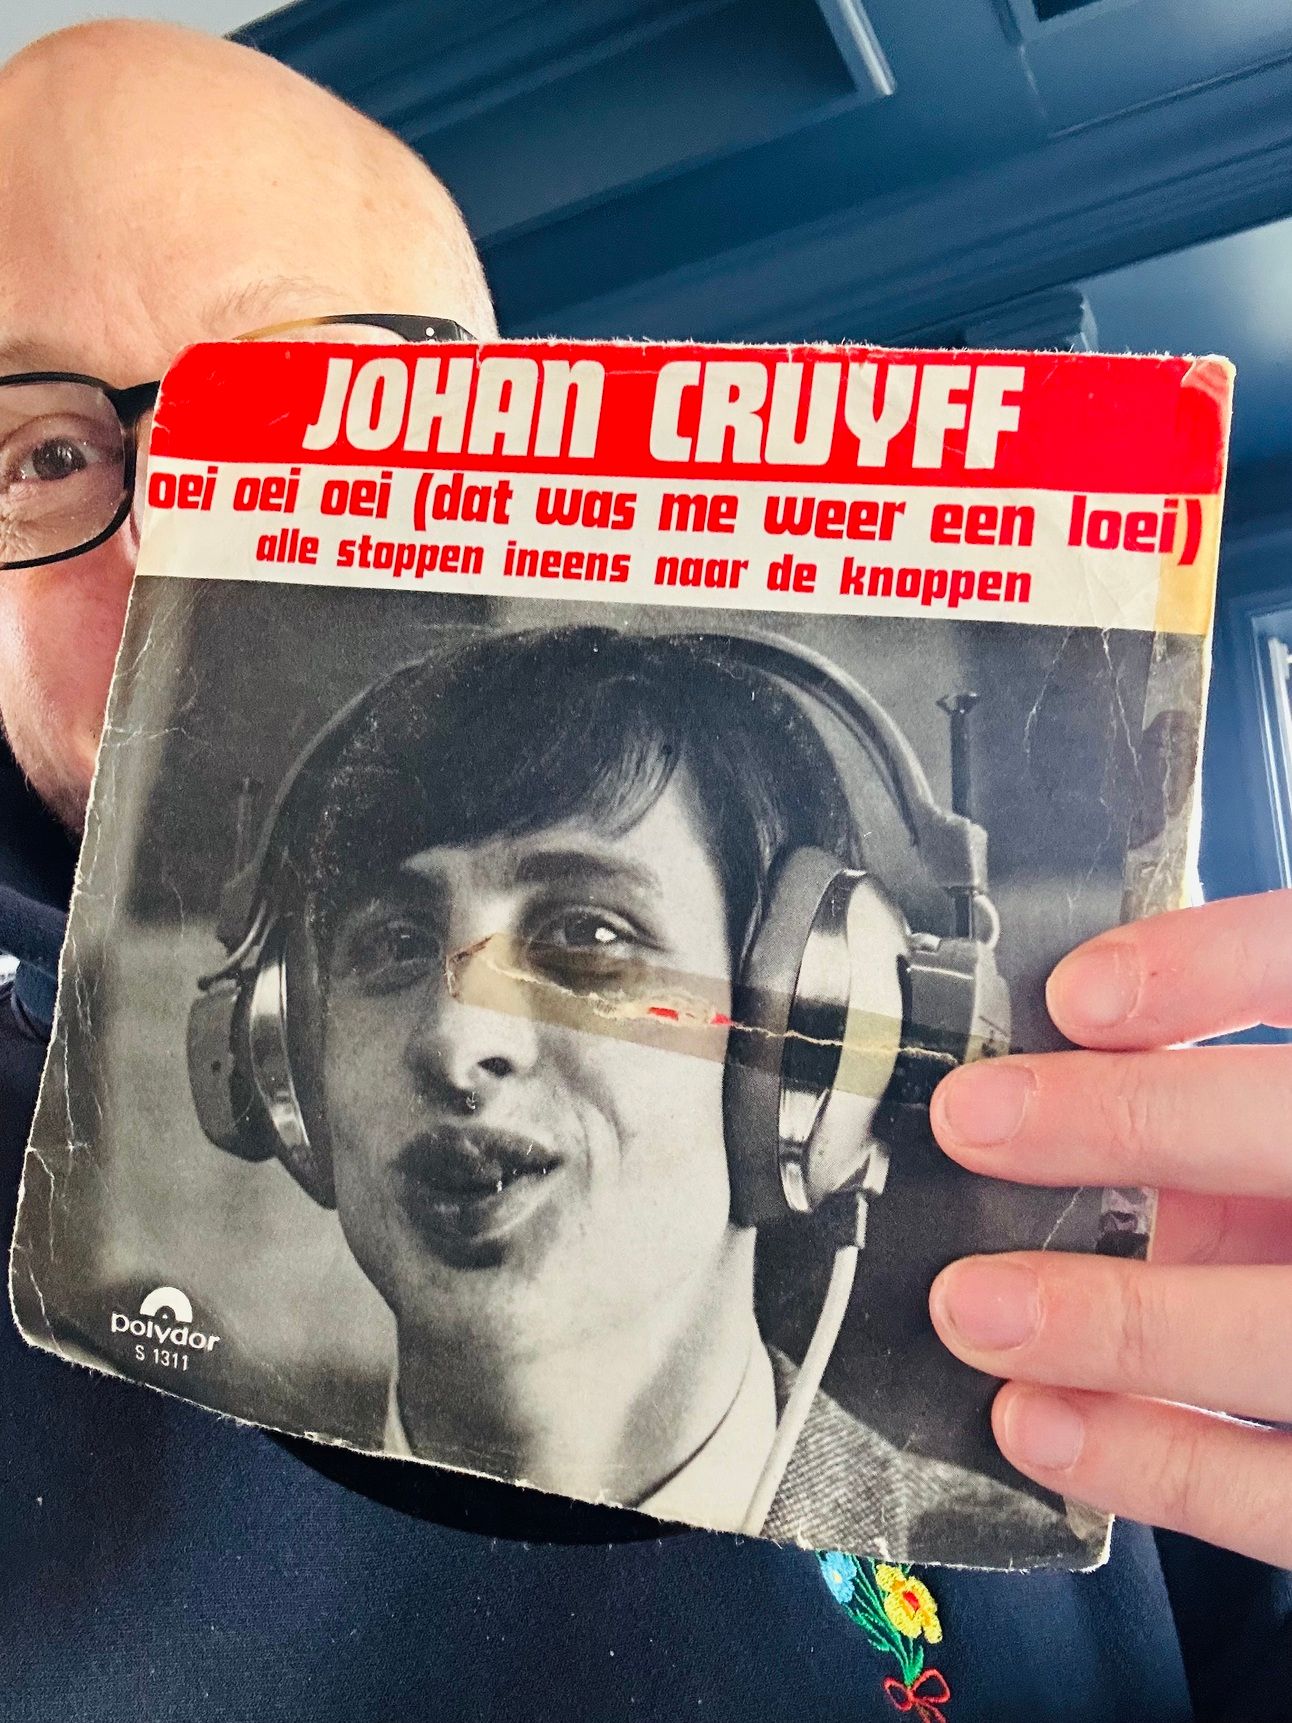 JOHAN CRUYFF
oei oei oei (dat was me weer een loei)
alle stoppen ineens naar de knoppen
polydor
S 1311